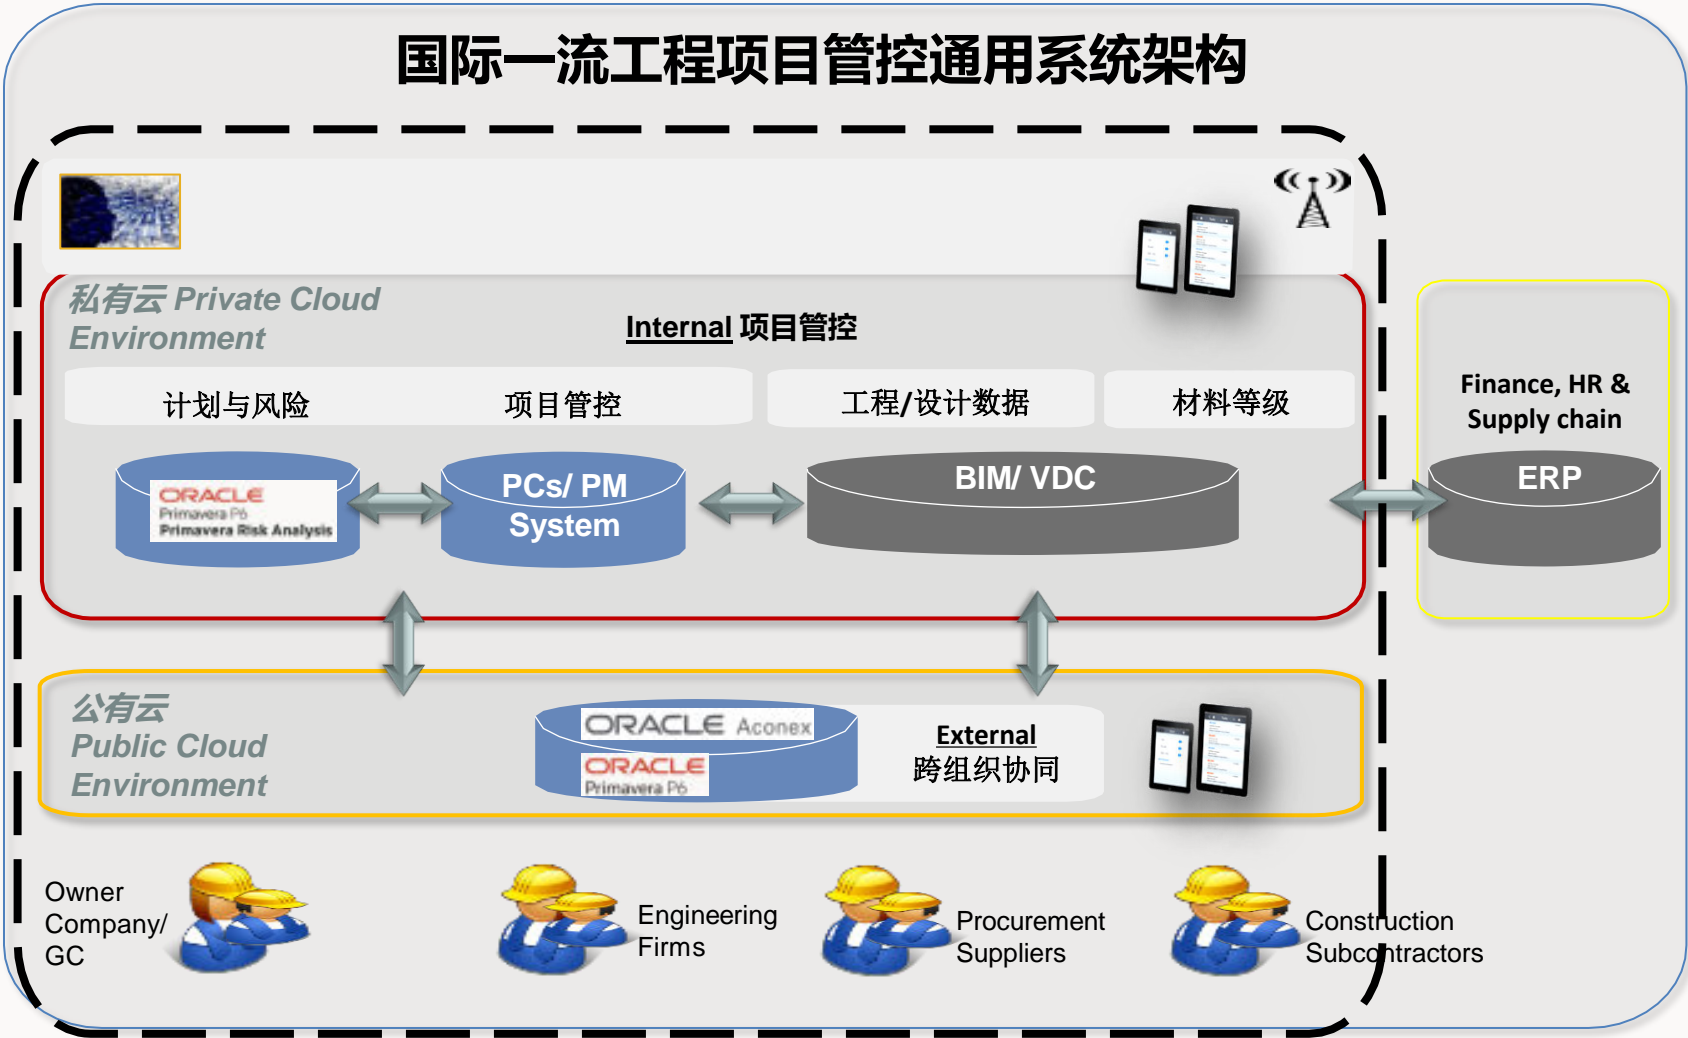 国际一流工程项目管控通用系统架构
私有云 Private Cloud
Environment
Internal 项目管控
计划与风险
项目管控
工程/设计数据
材料等级
Finance, HR &
Supply chain
ORACLE
Primavera P6
Primavera Risk Analysis
PCs/ PM
System
BIM/ VDC
ERP
公有云
Public Cloud
Environment
ORACLE Aconex
ORACLE
Primavera P6
External
跨组织协同
Owner
Company/
GC
Engineering
Firms
Procurement
Suppliers
Construction
Subcontractors